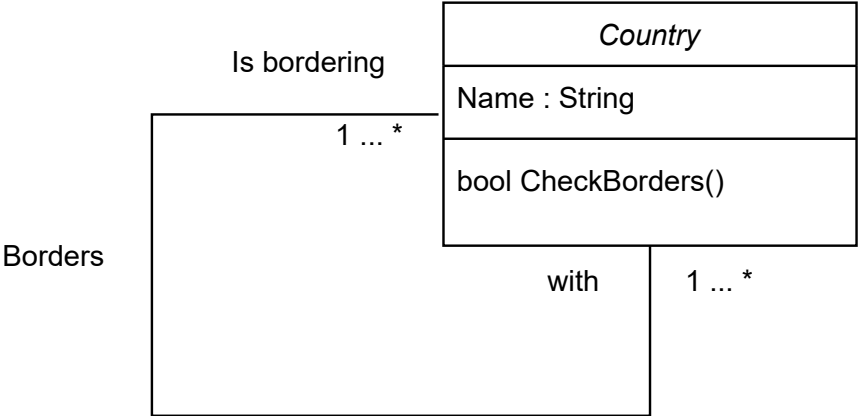 Country
Is bordering
Name : String
1 ... *
bool CheckBorders()
Borders
with
1 ... *